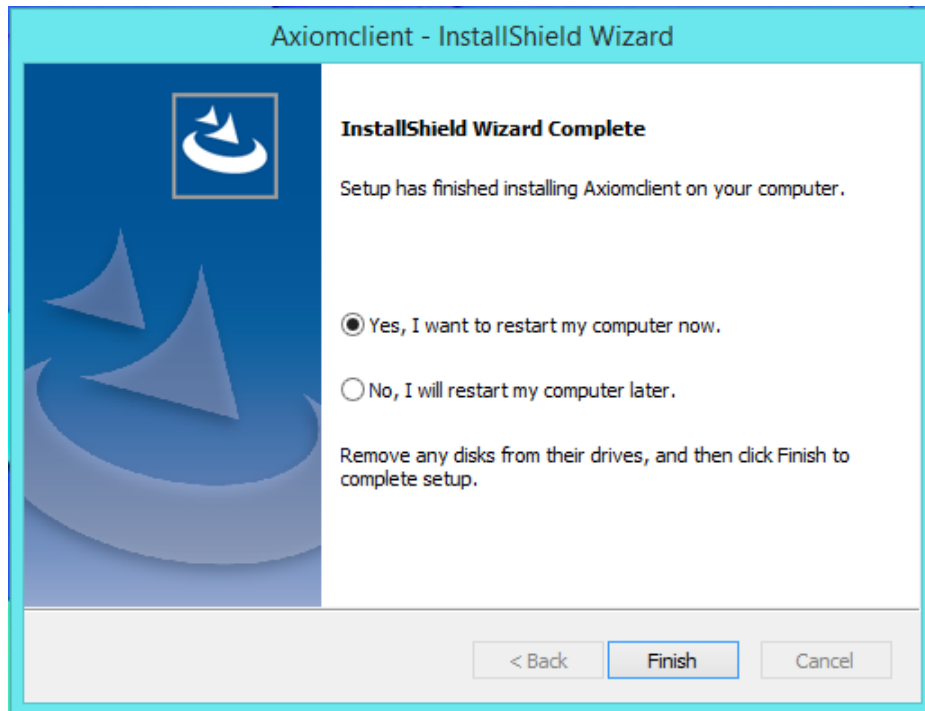 Axiomclient - InstallShield Wizard
InstallShield Wizard Complete
Setup has finished installing Axiomclient on your computer.
Yes, I want to restart my computer now.
No, I will restart my computer later.
Remove any disks from their drives, and then click Finish to
complete setup.
< Back
Finish
Cancel